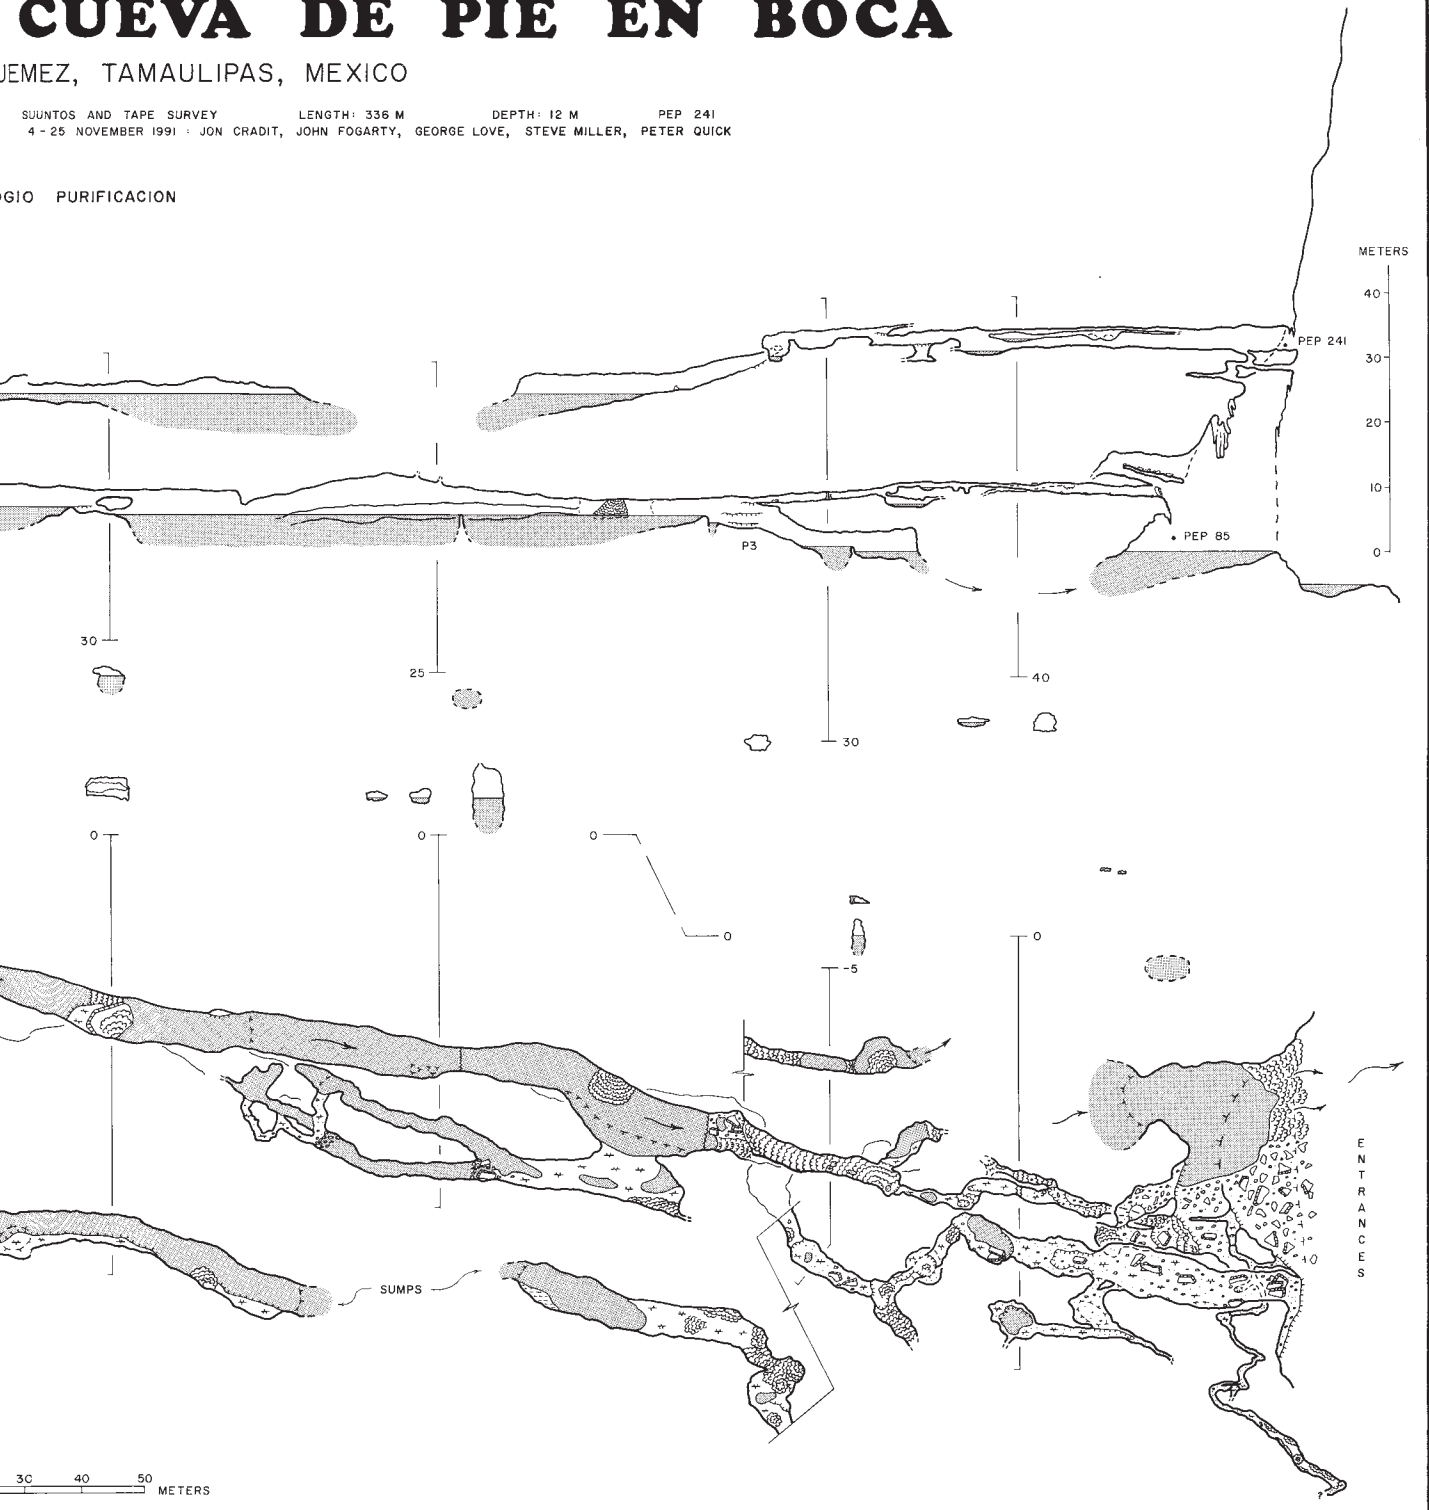 CUEVA DE PIE EN BOCA
UEMEZ, TAMAULIPAS, MEXICO
SUUNTOS AND TAPE SURVEY LENGTH: 336 M DEPTH: 12 M PEP 241
4-25 NOVEMBER 1991 : JON CRADIT, JOHN FOGARTY, GEORGE LOVE, STEVE MILLER, PETER QUICK
OGIO PURIFICACION
METERS
40
PEP 241
30
20
10
PEP 85
P3
0
30
25
40
30
0
0
0
0
0
-5
ENTRANCES
SUMPS
30 40 50
METERS
?